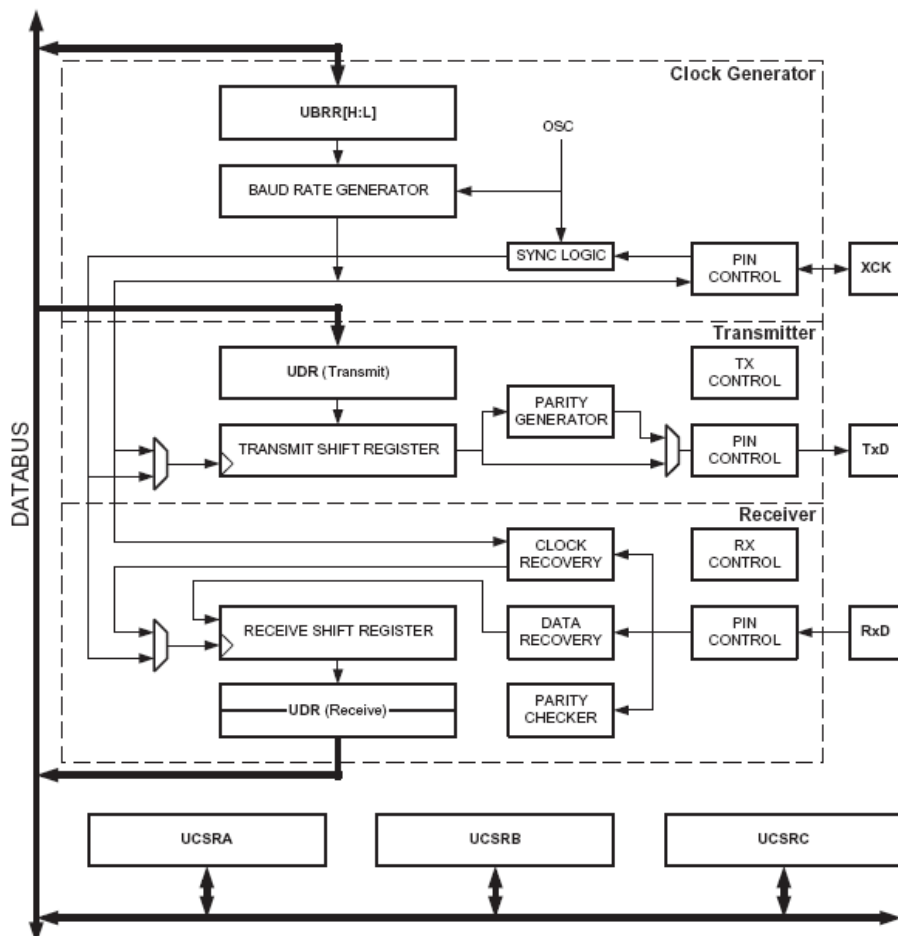 Clock Generator
UBRR[H:L]
OSC
BAUD RATE GENERATOR
SYNC LOGIC
PIN
CONTROL
XCK
Transmitter
UDR (Transmit)
TX
CONTROL
PARITY
GENERATOR
TRANSMIT SHIFT REGISTER
PIN
CONTROL
TxD
DATABUS
Receiver
CLOCK
RECOVERY
RX
CONTROL
RECEIVE SHIFT REGISTER
DATA
RECOVERY
PIN
CONTROL
RxD
UDR (Receive)
PARITY
CHECKER
UCSRA
UCSRB
UCSRC